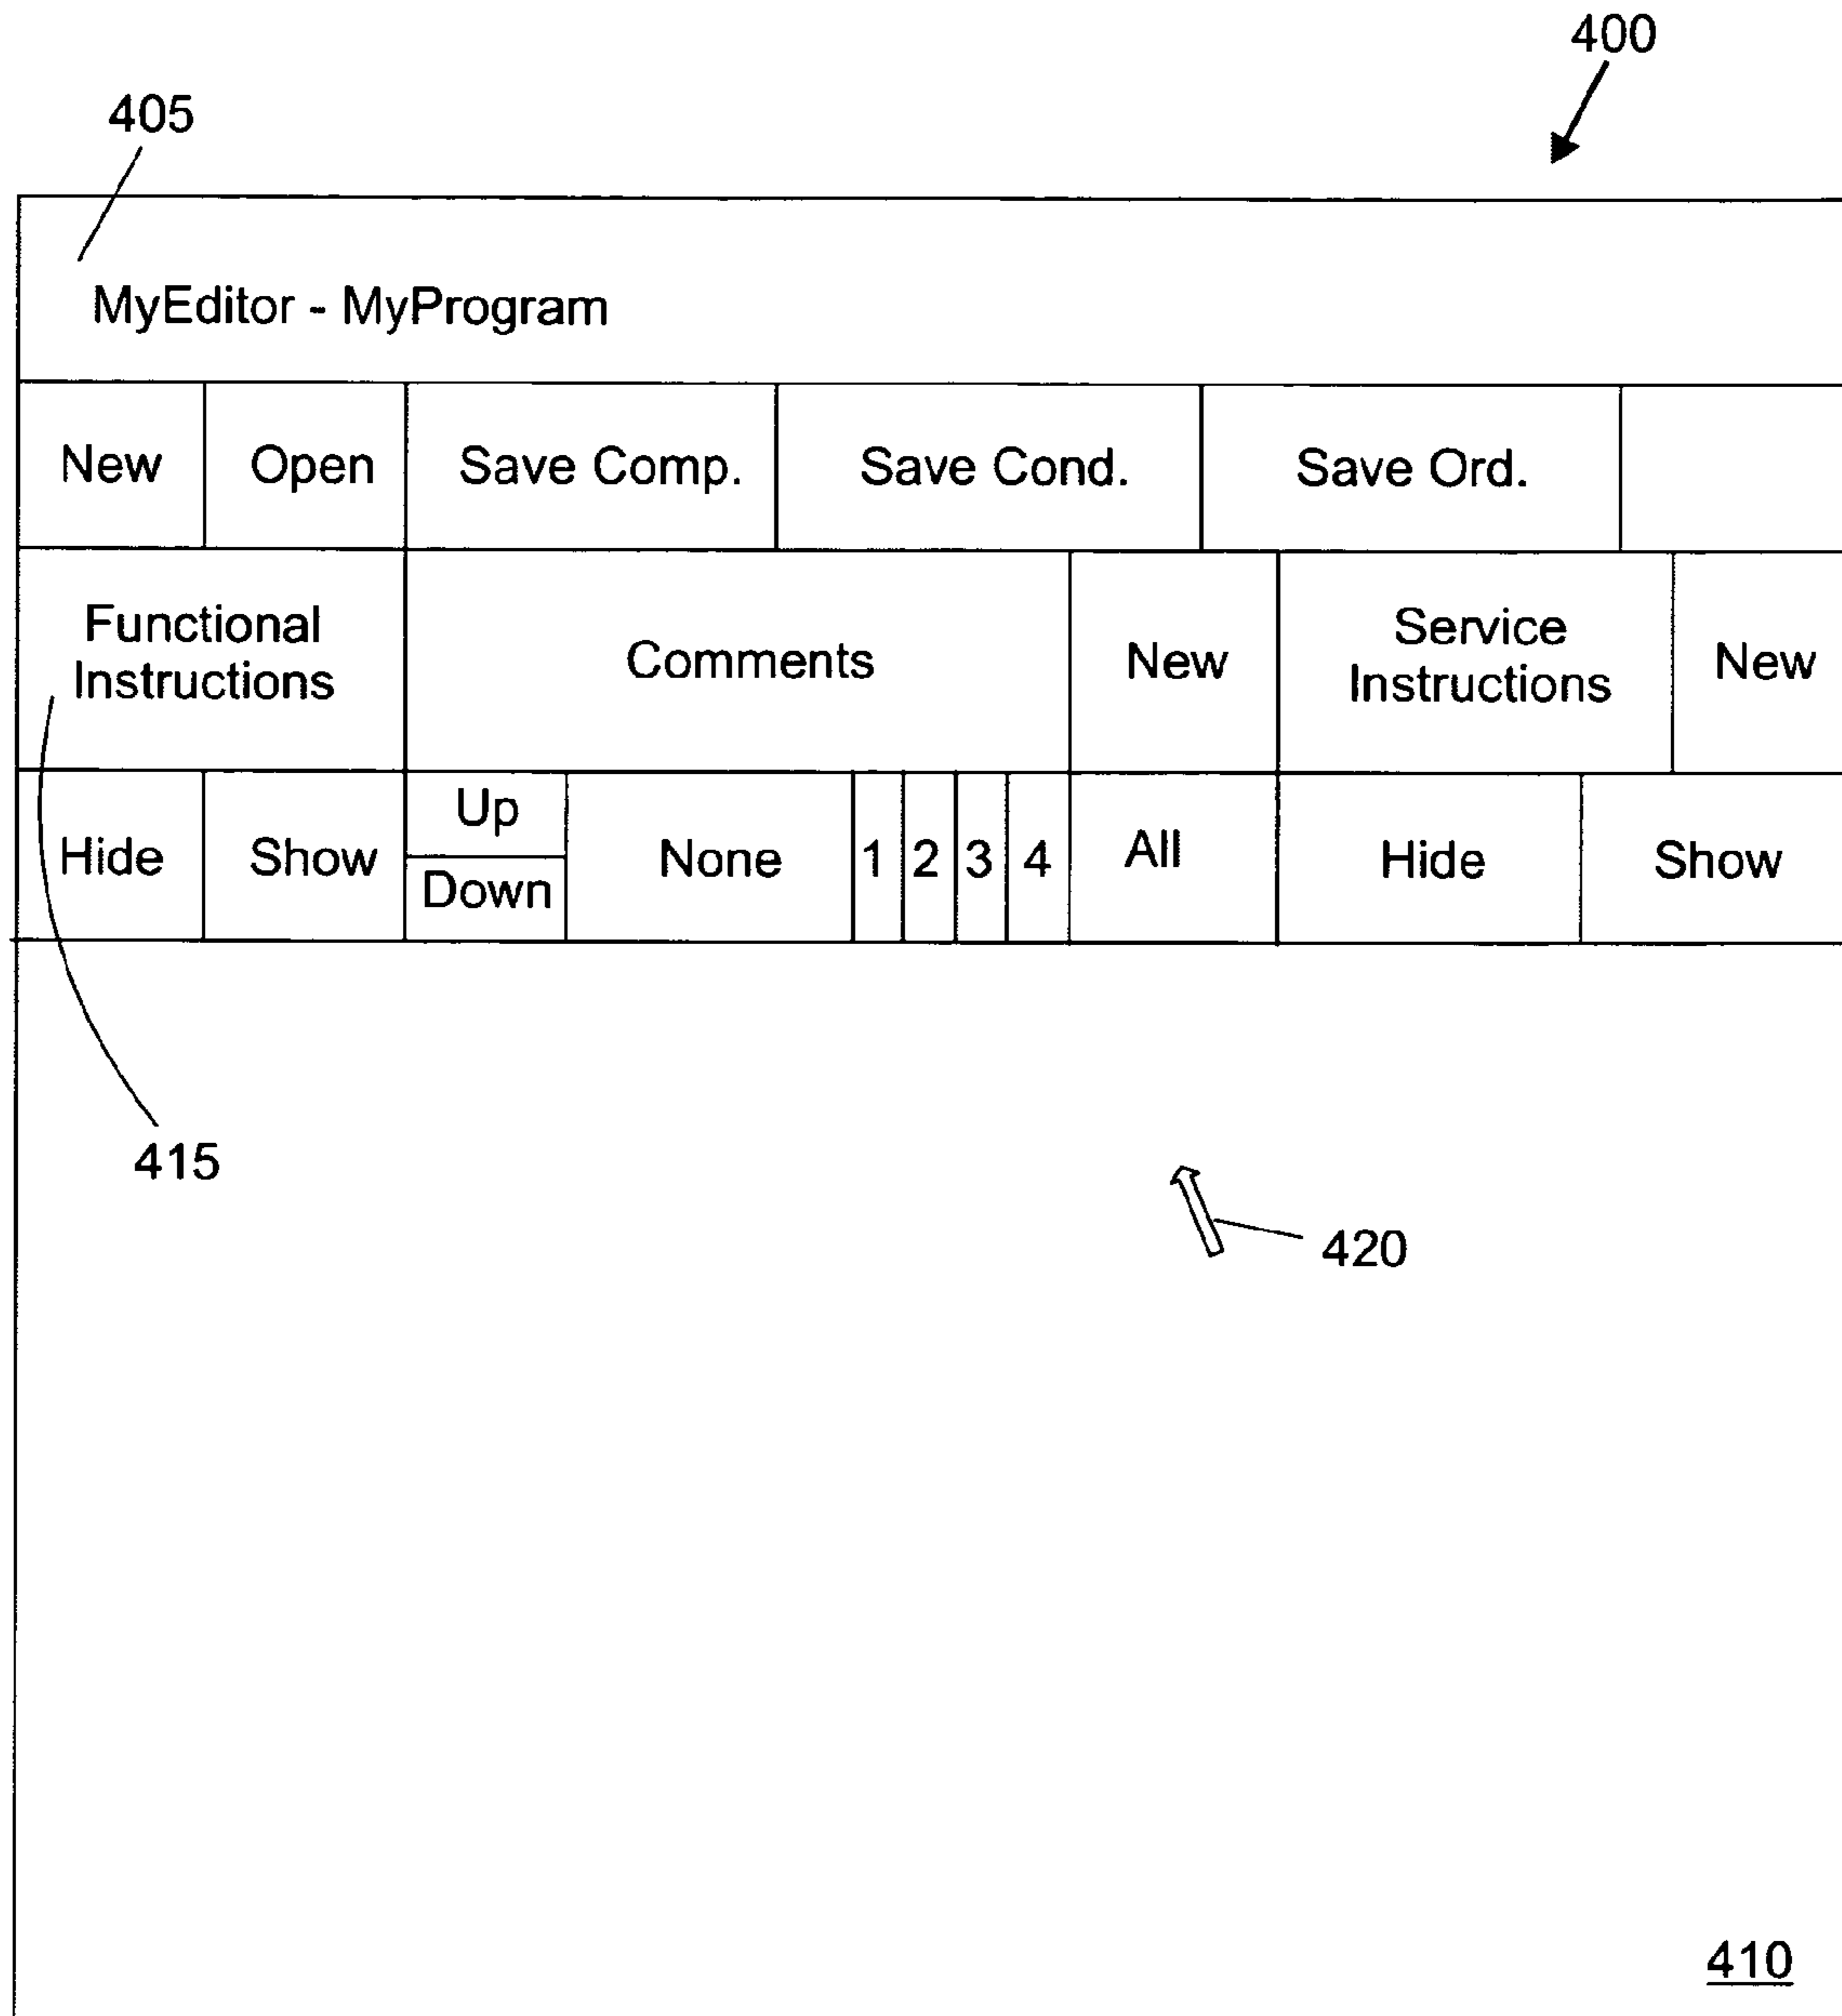 400
405
MyEditor - MyProgram
New Open Save Comp. Save Cond. Save Ord.
Functional
Instructions
Comments
New
Service
Instructions
New
Hide
Show
Up
Down
None
1 2 3 4
All
Hide
Show
415
420
410